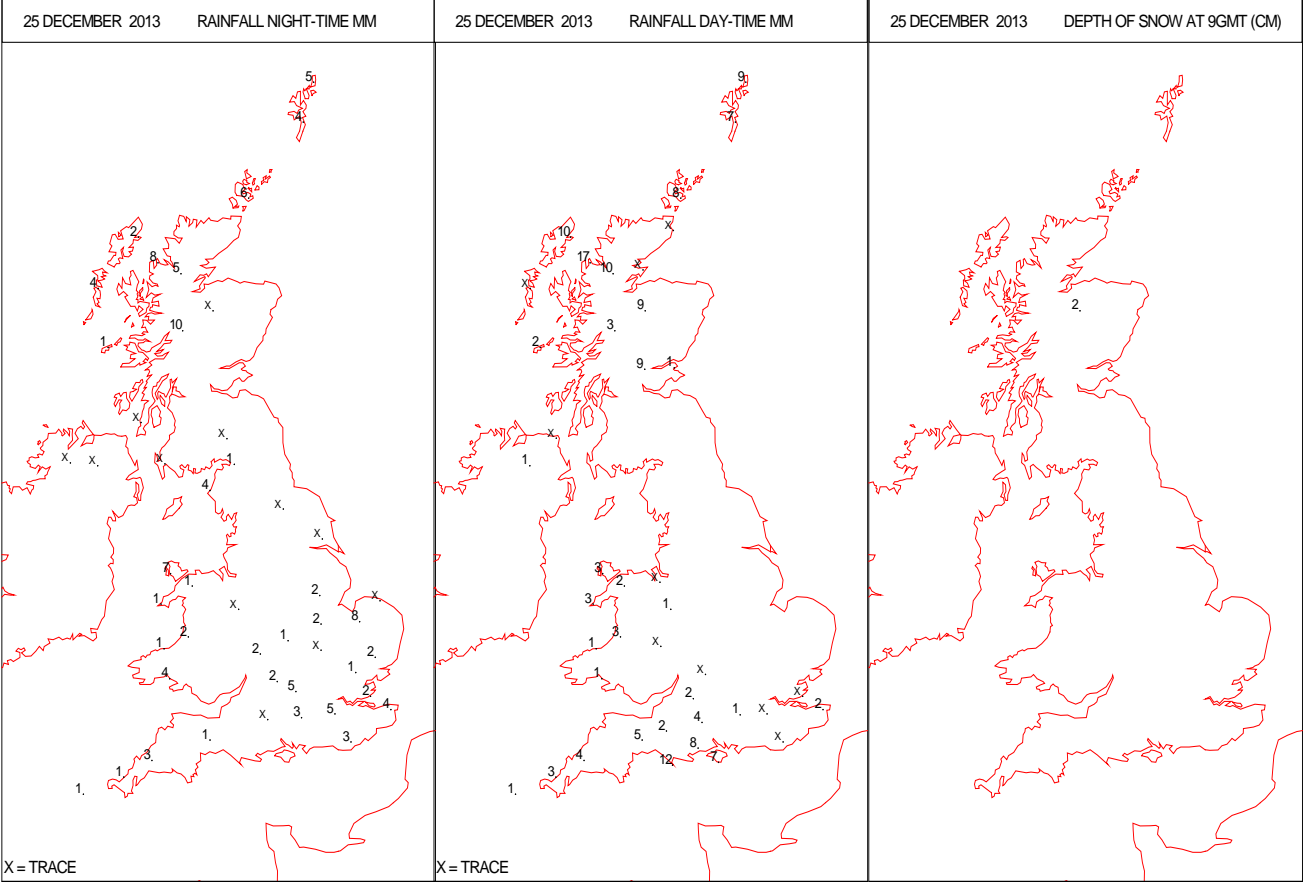 25 DECEMBER 2013 RAINFALL NIGHT-TIME MM
5
4
6
2
8
5
4
X
10
1
X
X
X X X 1
4
X
X
7
1
2
1 X X
2 8
2 1
1 2 X 2
4 2 1
5 2
X 3 5 4
1 3
3
1
1
X = TRACE
25 DECEMBER 2013 RAINFALL DAY-TIME MM
9
7
8
X
10
17
10 X
X
9
3
2
9 1
X
1
3
2 X
3 1
3
1 X
1 X
2 X
4 1 X 2
5 2
8 X
4 12 7
3
1
X = TRACE
25 DECEMBER 2013 DEPTH OF SNOW AT 9GMT (CM)
2